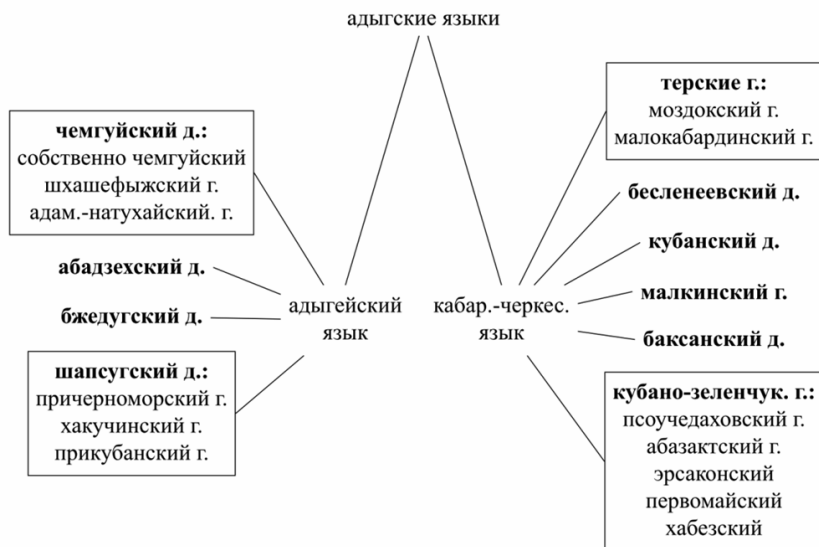 адыгские языки
чемгуйский д.:
собственно чемгуйский
шхашефыжский г.
адам.-натухайский. г.
абадзехский д.
бжедугский д.
шапсугский д.:
причерноморский г.
хакучинский г.
прикубанский г.
адыгейский
язык
кабар.-черкес.
язык
терские г.:
моздокский г.
малокабардинский г.
бесленеевский д.
кубанский д.
малкинский г.
баксанский д.
кубано-зеленчук. г.:
псоучедаховский г.
абазактский г.
эрсаконский
первомайский
хабезский